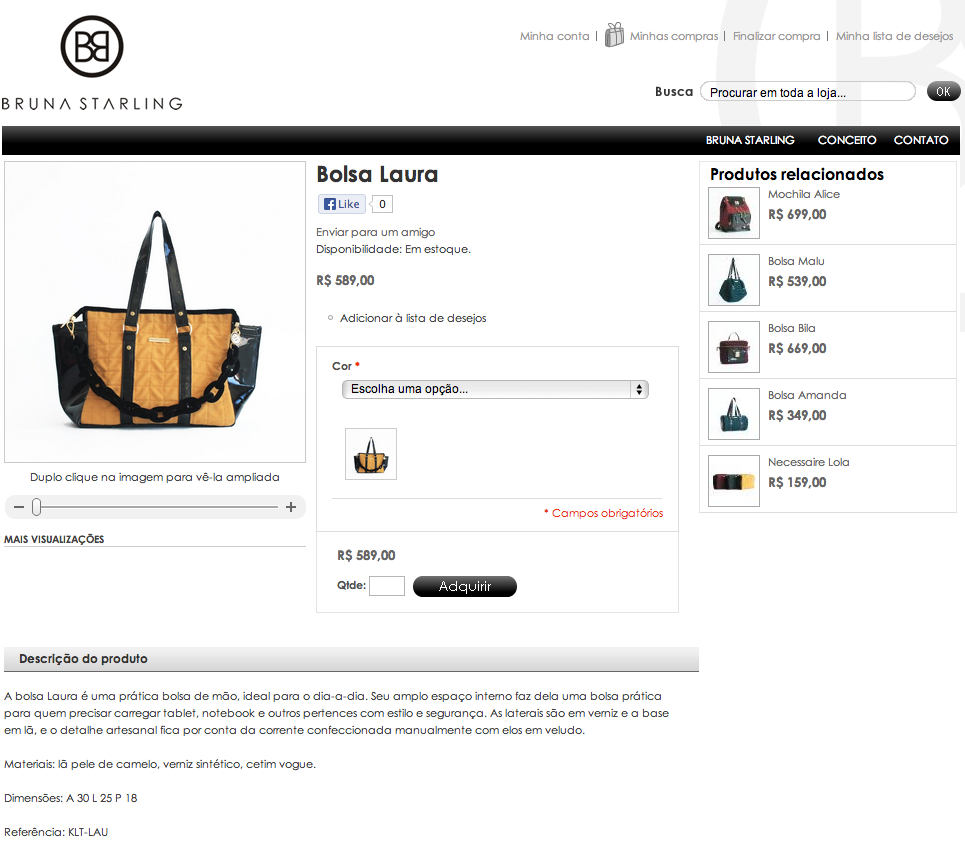 Minha conta | Minhas compras | Finalizar compra | Minha lista de desejos
BRUNA STARLING
Busca Procurar em toda a loja... OK
BRUNA STARLING CONCEITO CONTATO
Bolsa Laura
Like 0
Enviar para um amigo
Disponibilidade: Em estoque.
R$ 589,00
Adicionar à lista de desejos
Cor *
Escolha uma opção...
* Campos obrigatórios
R$ 589,00
Qtde: Adquirir
Duplo clique na imagem para vê-la ampliada
MAIS VISUALIZAÇÕES
Produtos relacionados
Mochila Alice
R$ 699,00
Bolsa Malu
R$ 539,00
Bolsa Bila
R$ 669,00
Bolsa Amanda
R$ 349,00
Necessaire Lola
R$ 159,00
Descrição do produto
A bolsa Laura é uma prática bolsa de mão, ideal para o dia-a-dia. Seu amplo espaço interno faz dela uma bolsa prática
para quem precisar carregar tablet, notebook e outros pertences com estilo e segurança. As laterais são em verniz e a base
em lã, e o detalhe artesanal fica por conta da corrente confeccionada manualmente com elos em veludo.
Materiais: lã pele de camelo, verniz sintético, cetim vogue.
Dimensões: A 30 L 25 P 18
Referência: KLT-LAU